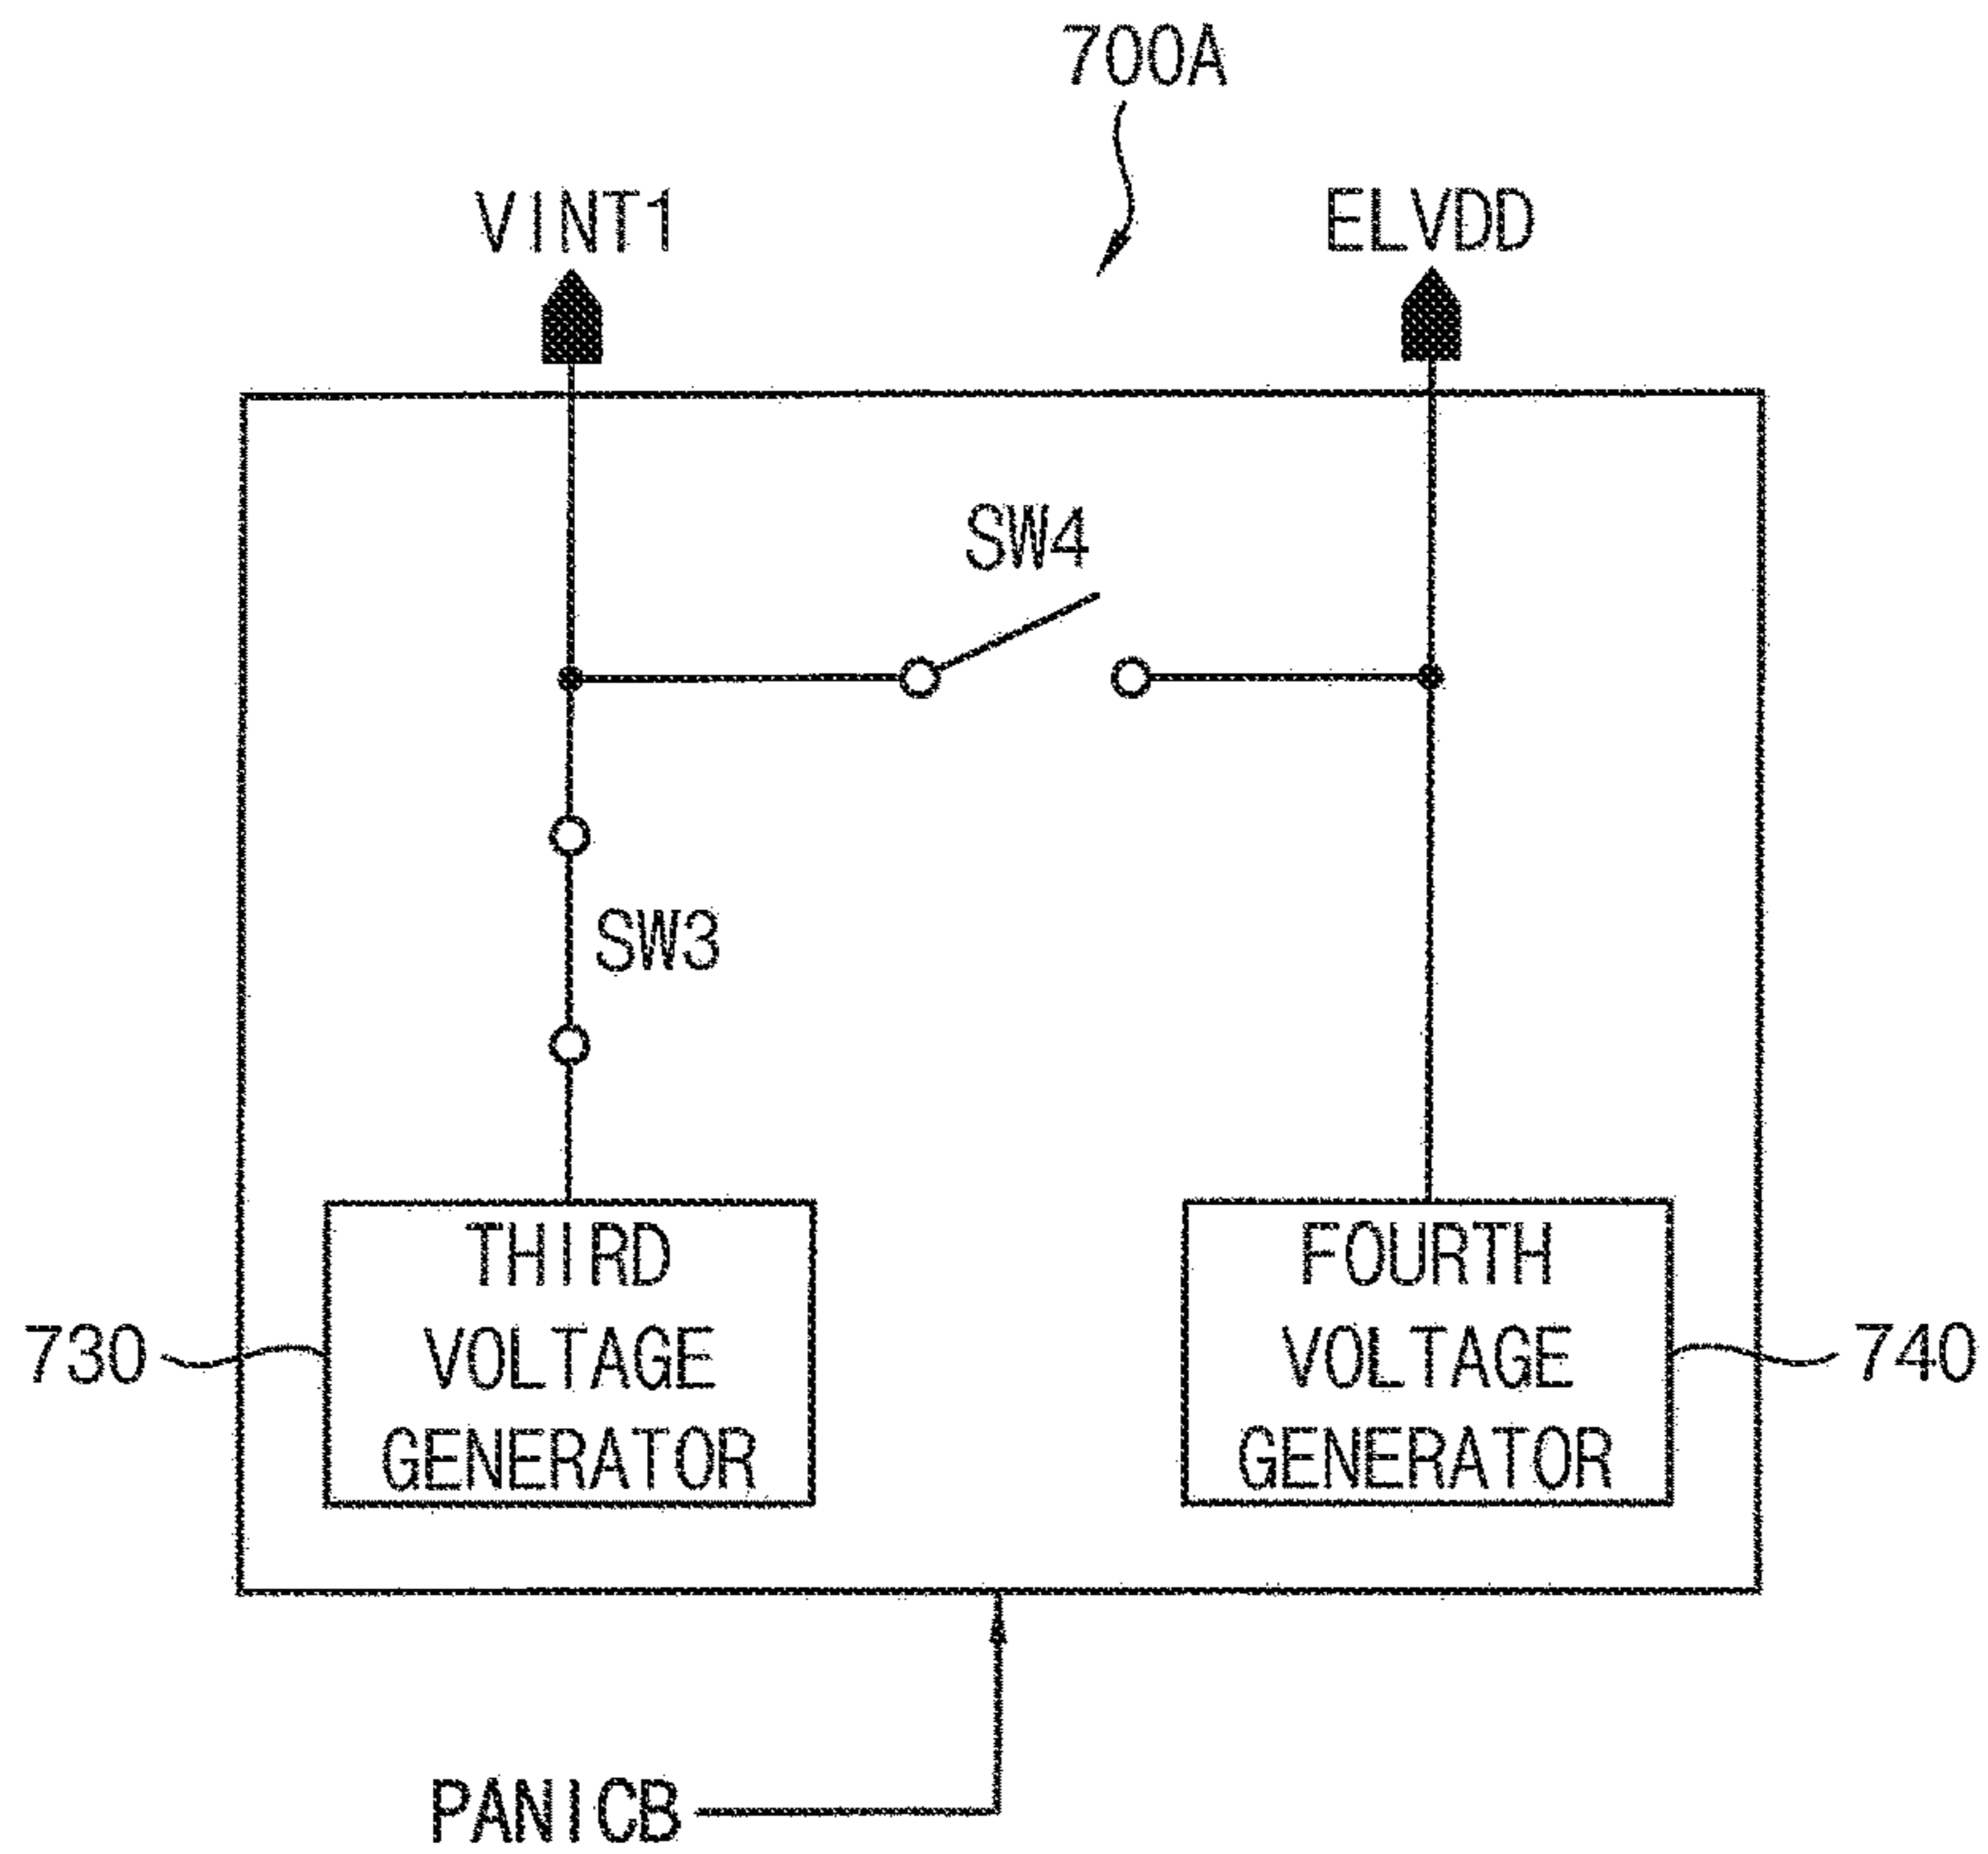 700A
VINT1
ELVDD
SW4
SW3
THIRD
VOLTAGE
GENERATOR
FOURTH
VOLTAGE
GENERATOR
730
740
PANICB